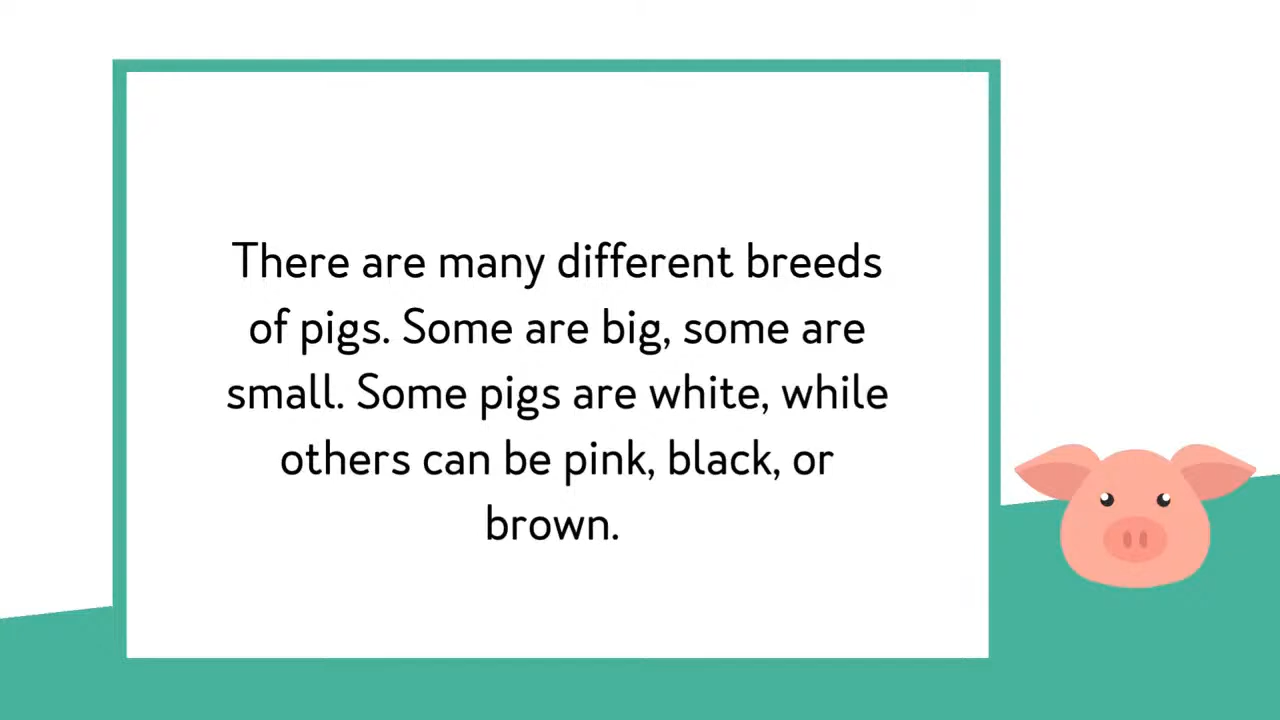 There are many different breeds
of pigs. Some are big, some are
small. Some pigs are white, while
others can be pink, black, or
brown.